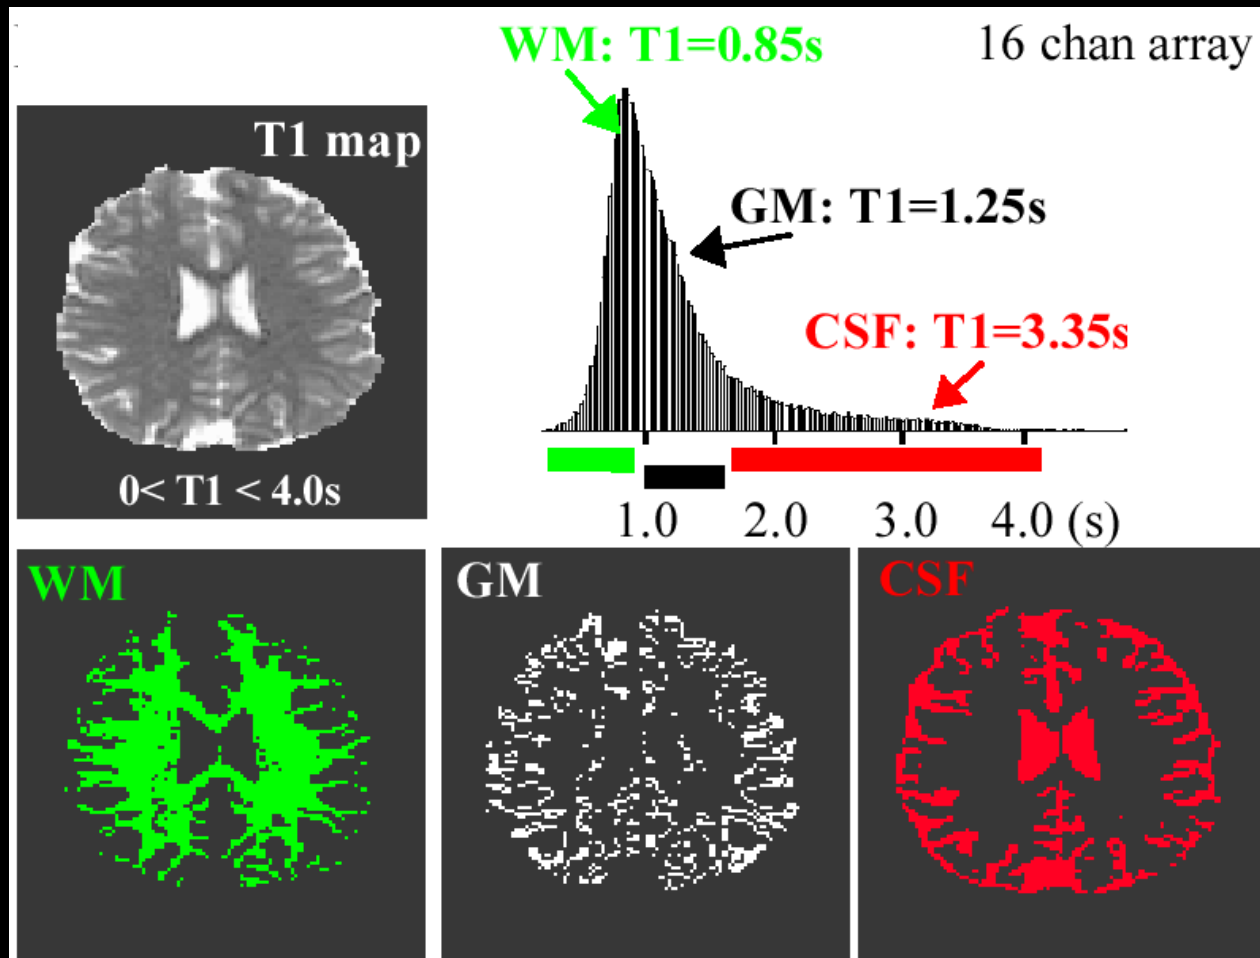 WM: T1=0.85s
16 chan array
T1 map
GM: T1=1.25s
CSF: T1=3.35s
0< T1 < 4.0s
1.0 2.0 3.0 4.0 (s)
WM
GM
CSF